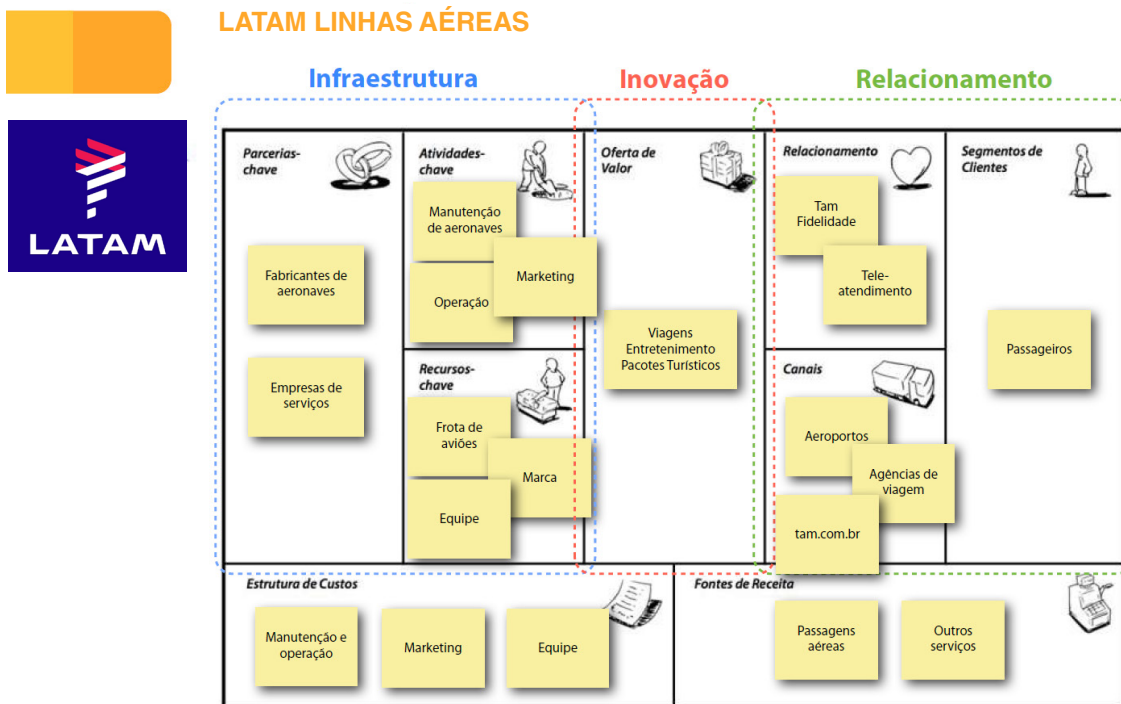 LATAM LINHAS AÉREAS
LATAM
Infraestrutura
Inovação
Relacionamento
Parcerias-
chave
Fabricantes de
aeronaves
Empresas de
serviços
Atividades-
chave
Manutenção
de aeronaves
Marketing
Operação
Recursos-
chave
Frota de
aviões
Marca
Equipe
Oferta de
Valor
Viagens
Entretenimento
Pacotes Turísticos
Relacionamento
Tam
Fidelidade
Tele-
atendimento
Canais
Aeroportos
Agências de
viagem
tam.com.br
Segmentos de
Clientes
Passageiros
Estrutura de Custos
Manutenção e
operação
Marketing
Equipe
Fontes de Receita
Passagens
aéreas
Outros
serviços